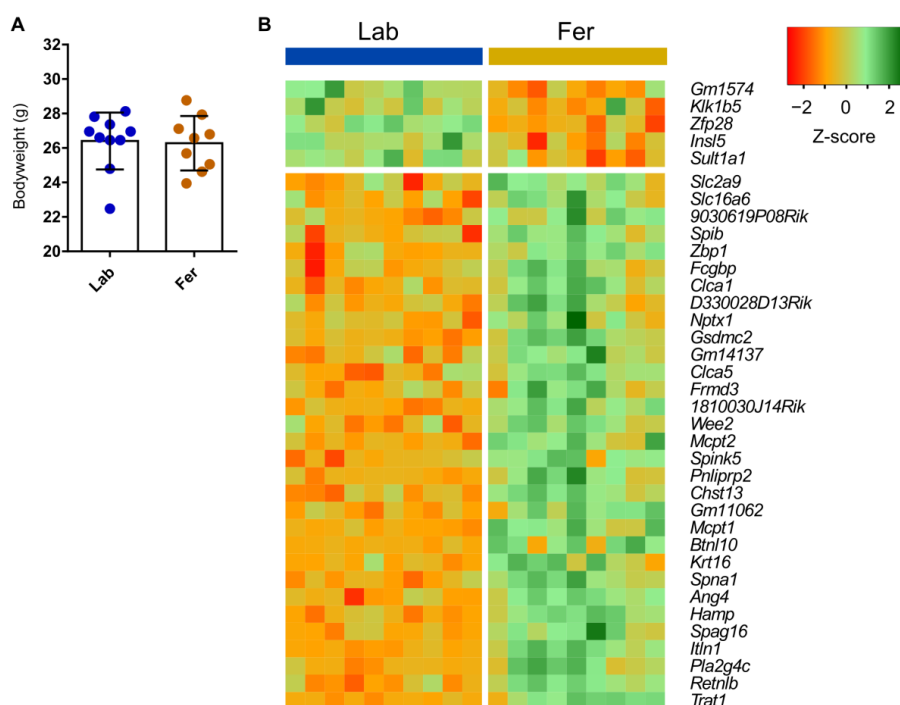 A
B
Bodyweight (g)
32
30
28
26
24
22
20
Lab
Fer
Lab
Fer
−2 0 2
Z-score
Gm1574
Klk1b5
Zfp28
Insl5
Sult1a1
Slc2a9
Slc16a6
9030619P08Rik
Spib
Zbp1
Fcgbp
Clca1
D330028D13Rik
Nptx1
Gsdmc2
Gm14137
Clca5
Frmd3
1810030J14Rik
Wee2
Mcpt2
Spink5
Pnliprp2
Chst13
Gm11062
Mcpt1
Btnl10
Krt16
Spna1
Ang4
Hamp
Spag16
Itln1
Pla2g4c
Retnlb
Trat1